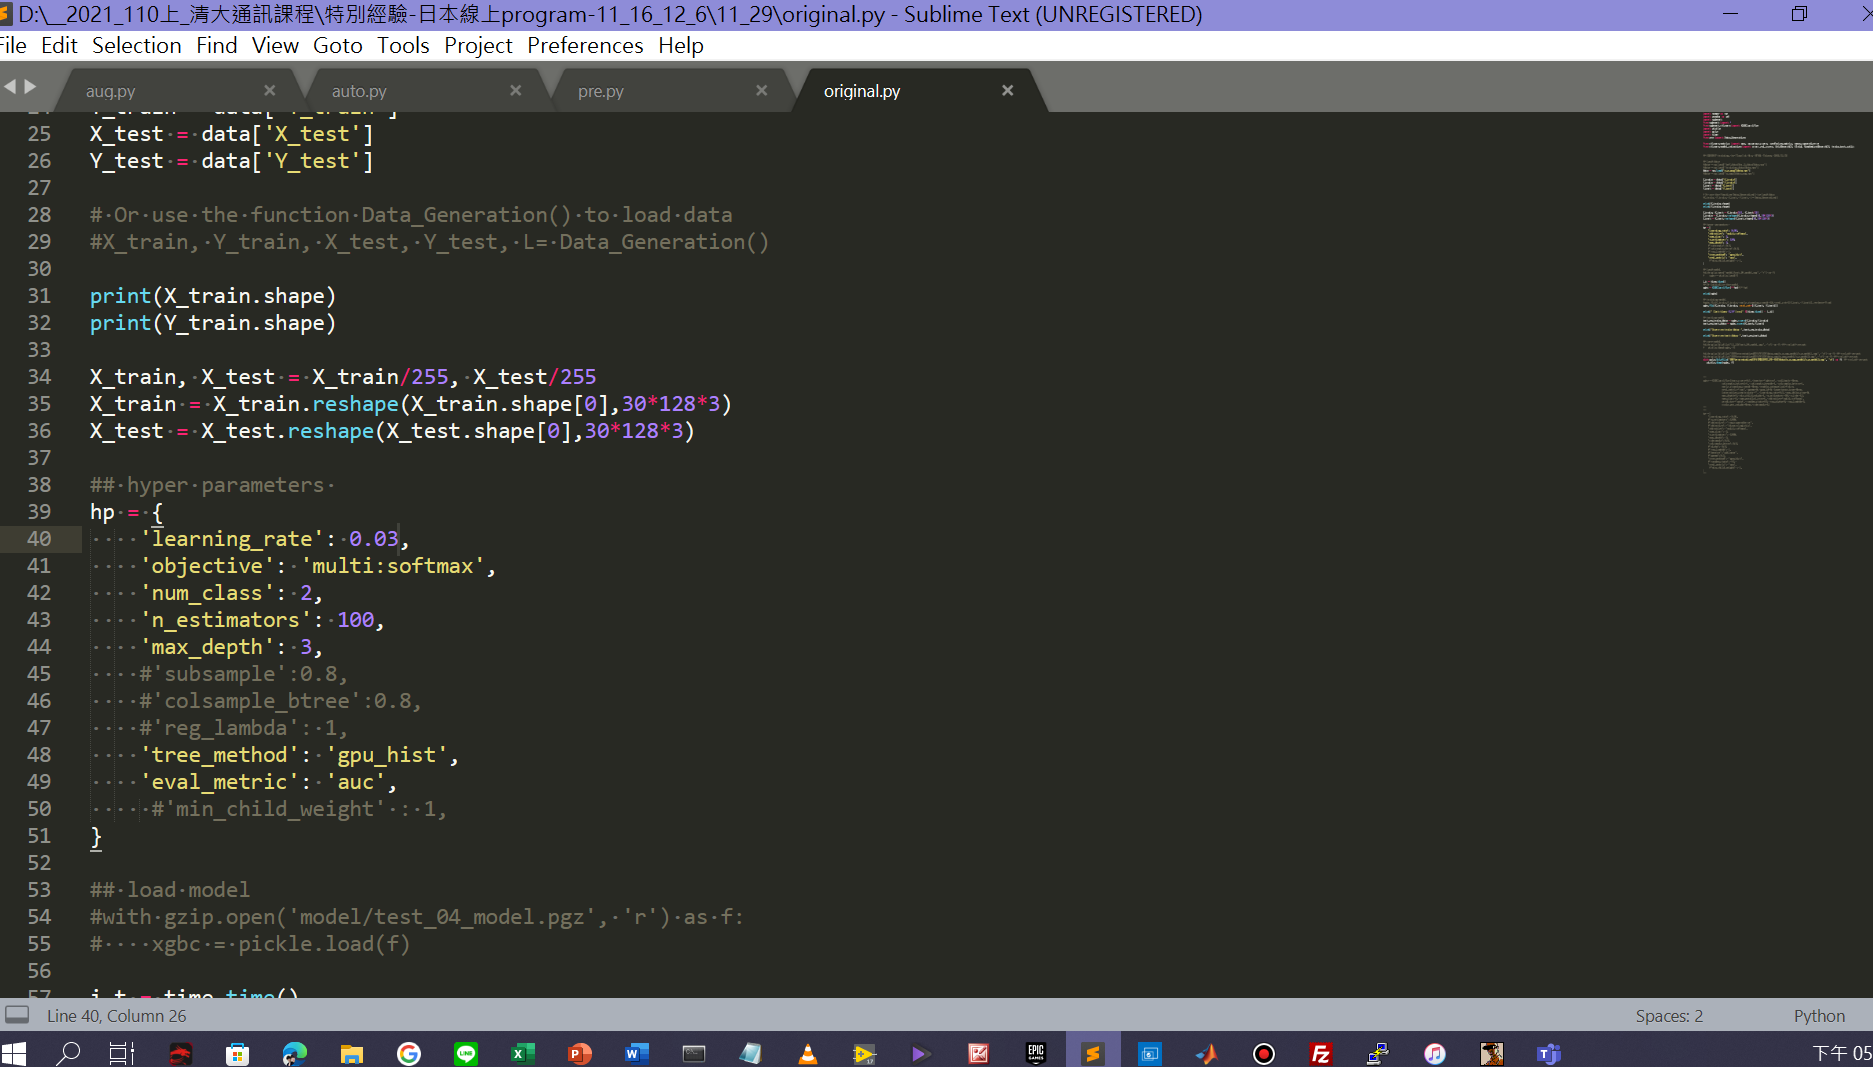 D:\__2021_110上_清大通訊課程\特別經驗-日本線上program-11_16_12_6\11_29\original.py - Sublime Text (UNREGISTERED)
File Edit Selection Find View Goto Tools Project Preferences Help
aug.py auto.py pre.py original.py
25 X_test = data['X_test']
26 Y_test = data['Y_test']
27
28 # Or use the function Data_Generation() to load data
29 #X_train, Y_train, X_test, Y_test, L= Data_Generation()
30
31 print(X_train.shape)
32 print(Y_train.shape)
33
34 X_train, X_test = X_train/255, X_test/255
35 X_train = X_train.reshape(X_train.shape[0],30*128*3)
36 X_test = X_test.reshape(X_test.shape[0],30*128*3)
37
38 ## hyper parameters
39 hp = {
40     'learning_rate': 0.03,
41     'objective': 'multi:softmax',
42     'num_class': 2,
43     'n_estimators': 100,
44     'max_depth': 3,
45     #'subsample':0.8,
46     #'colsample_btree':0.8,
47     #'reg_lambda': 1,
48     'tree_method': 'gpu_hist',
49     'eval_metric': 'auc',
50      #'min_child_weight' : 1,
51 }
52
53 ## load model
54 #with gzip.open('model/test_04_model.pgz', 'r') as f:
55 #    xgbc = pickle.load(f)
56
57 i_t = time.time()
Line 40, Column 26 Spaces: 2 Python
下午 05